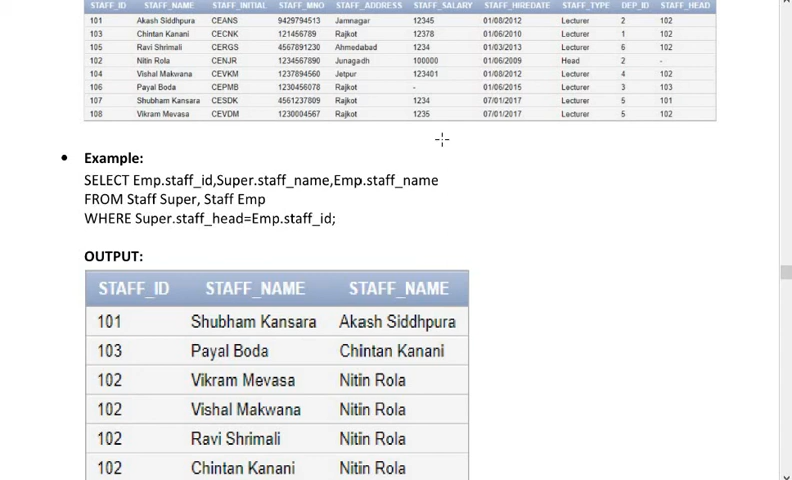 STAFF_ID STAFF_NAME STAFF_INITIAL STAFF_MNO STAFF_ADDRESS STAFF_SALARY STAFF_HIREDATE STAFF_TYPE DEP_ID STAFF_HEAD
101 Akash Siddhpura CEANS 9429794513 Jamnagar 12345 01/08/2012 Lecturer 2 102
103 Chintan Kanani CECNK 121456789 Rajkot 12378 01/06/2010 Lecturer 1 102
105 Ravi Shrimali CERGS 4567891230 Ahmedabad 1234 01/03/2013 Lecturer 6 102
102 Nitin Rola CENJR 1234567890 Junagadh 100000 01/06/2009 Head 2 -
104 Vishal Makwana CEVKM 1237894560 Jetpur 123401 01/08/2012 Lecturer 4 102
106 Payal Boda CEPMB 1230456078 Rajkot - 01/06/2015 Lecturer 3 103
107 Shubham Kansara CESDK 4561237809 Rajkot 1234 07/01/2017 Lecturer 5 101
108 Vikram Mevasa CEVDM 1230004567 Rajkot 1235 07/01/2017 Lecturer 5 102
• Example:
SELECT Emp.staff_id,Super.staff_name,Emp.staff_name
FROM Staff Super, Staff Emp
WHERE Super.staff_head=Emp.staff_id;
OUTPUT:
STAFF_ID STAFF_NAME STAFF_NAME
101 Shubham Kansara Akash Siddhpura
103 Payal Boda Chintan Kanani
102 Vikram Mevasa Nitin Rola
102 Vishal Makwana Nitin Rola
102 Ravi Shrimali Nitin Rola
102 Chintan Kanani Nitin Rola